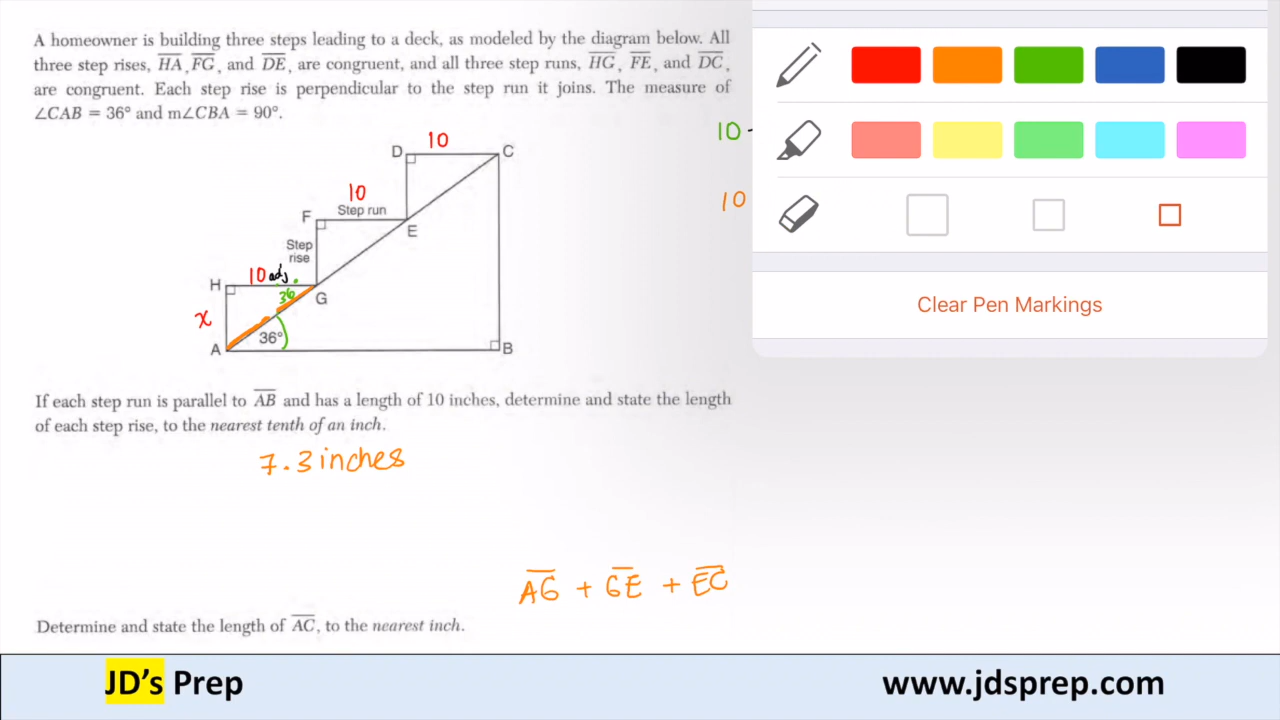 A homeowner is building three steps leading to a deck, as modeled by the diagram below. All
three step rises, HA, FG, and DE, are congruent, and all three step runs, HG, FE, and DC,
are congruent. Each step rise is perpendicular to the step run it joins. The measure of
∠CAB = 36° and m∠CBA = 90°.
10
D
C
10
10
10
F
Step run
E
Step
rise
H
10 adj
36
G
x
36°
A
B
Clear Pen Markings
If each step run is parallel to AB and has a length of 10 inches, determine and state the length
of each step rise, to the nearest tenth of an inch.
7.3 inches
AG + GE + EC
Determine and state the length of AC, to the nearest inch.
JD's Prep
www.jdsprep.com